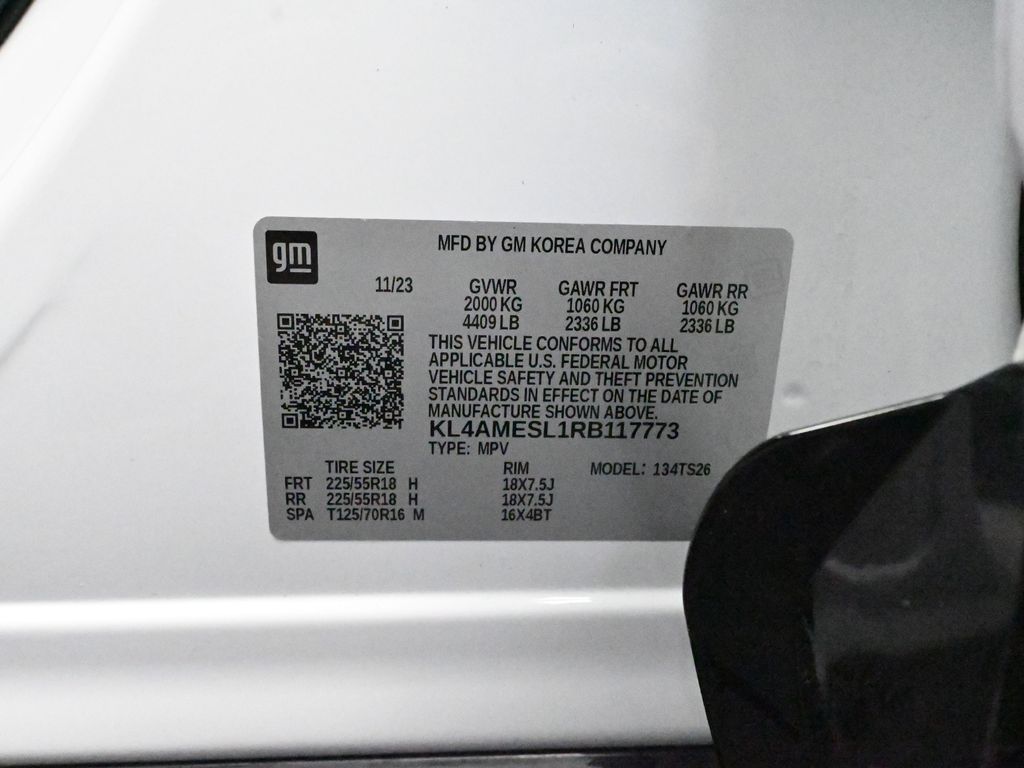 gm
MFD BY GM KOREA COMPANY
11/23 GVWR GAWR FRT GAWR RR
2000 KG 1060 KG 1060 KG
4409 LB 2336 LB 2336 LB
THIS VEHICLE CONFORMS TO ALL
APPLICABLE U.S. FEDERAL MOTOR
VEHICLE SAFETY AND THEFT PREVENTION
STANDARDS IN EFFECT ON THE DATE OF
MANUFACTURE SHOWN ABOVE.
KL4AMESL1RB117773
TYPE: MPV
TIRE SIZE RIM MODEL: 134TS26
FRT 225/55R18 H 18X7.5J
RR 225/55R18 H 18X7.5J
SPA T125/70R16 M 16X4BT